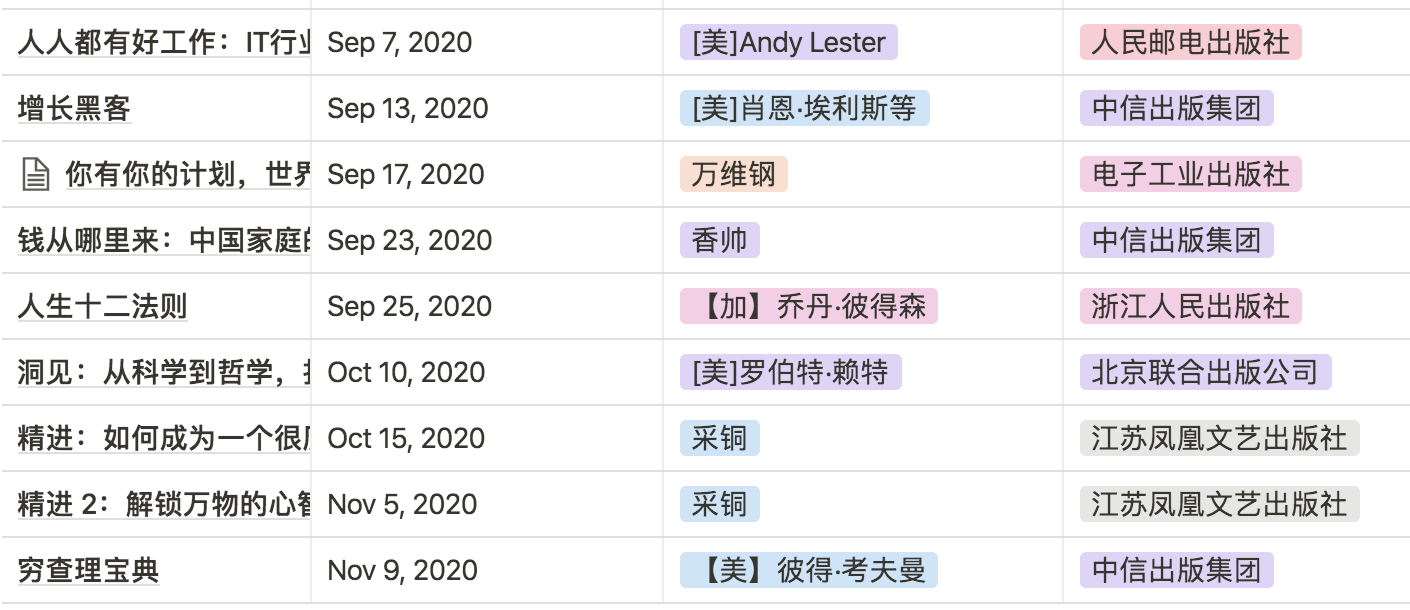 人人都有好工作：IT行业 Sep 7, 2020 [美]Andy Lester 人民邮电出版社
增长黑客 Sep 13, 2020 [美]肖恩·埃利斯等 中信出版集团
你有你的计划，世界 Sep 17, 2020 万维钢 电子工业出版社
钱从哪里来：中国家庭的 Sep 23, 2020 香帅 中信出版集团
人生十二法则 Sep 25, 2020 【加】乔丹·彼得森 浙江人民出版社
洞见：从科学到哲学， Oct 10, 2020 [美]罗伯特·赖特 北京联合出版公司
精进：如何成为一个很 Oct 15, 2020 采铜 江苏凤凰文艺出版社
精进 2：解锁万物的心智 Nov 5, 2020 采铜 江苏凤凰文艺出版社
穷查理宝典 Nov 9, 2020 【美】彼得·考夫曼 中信出版集团